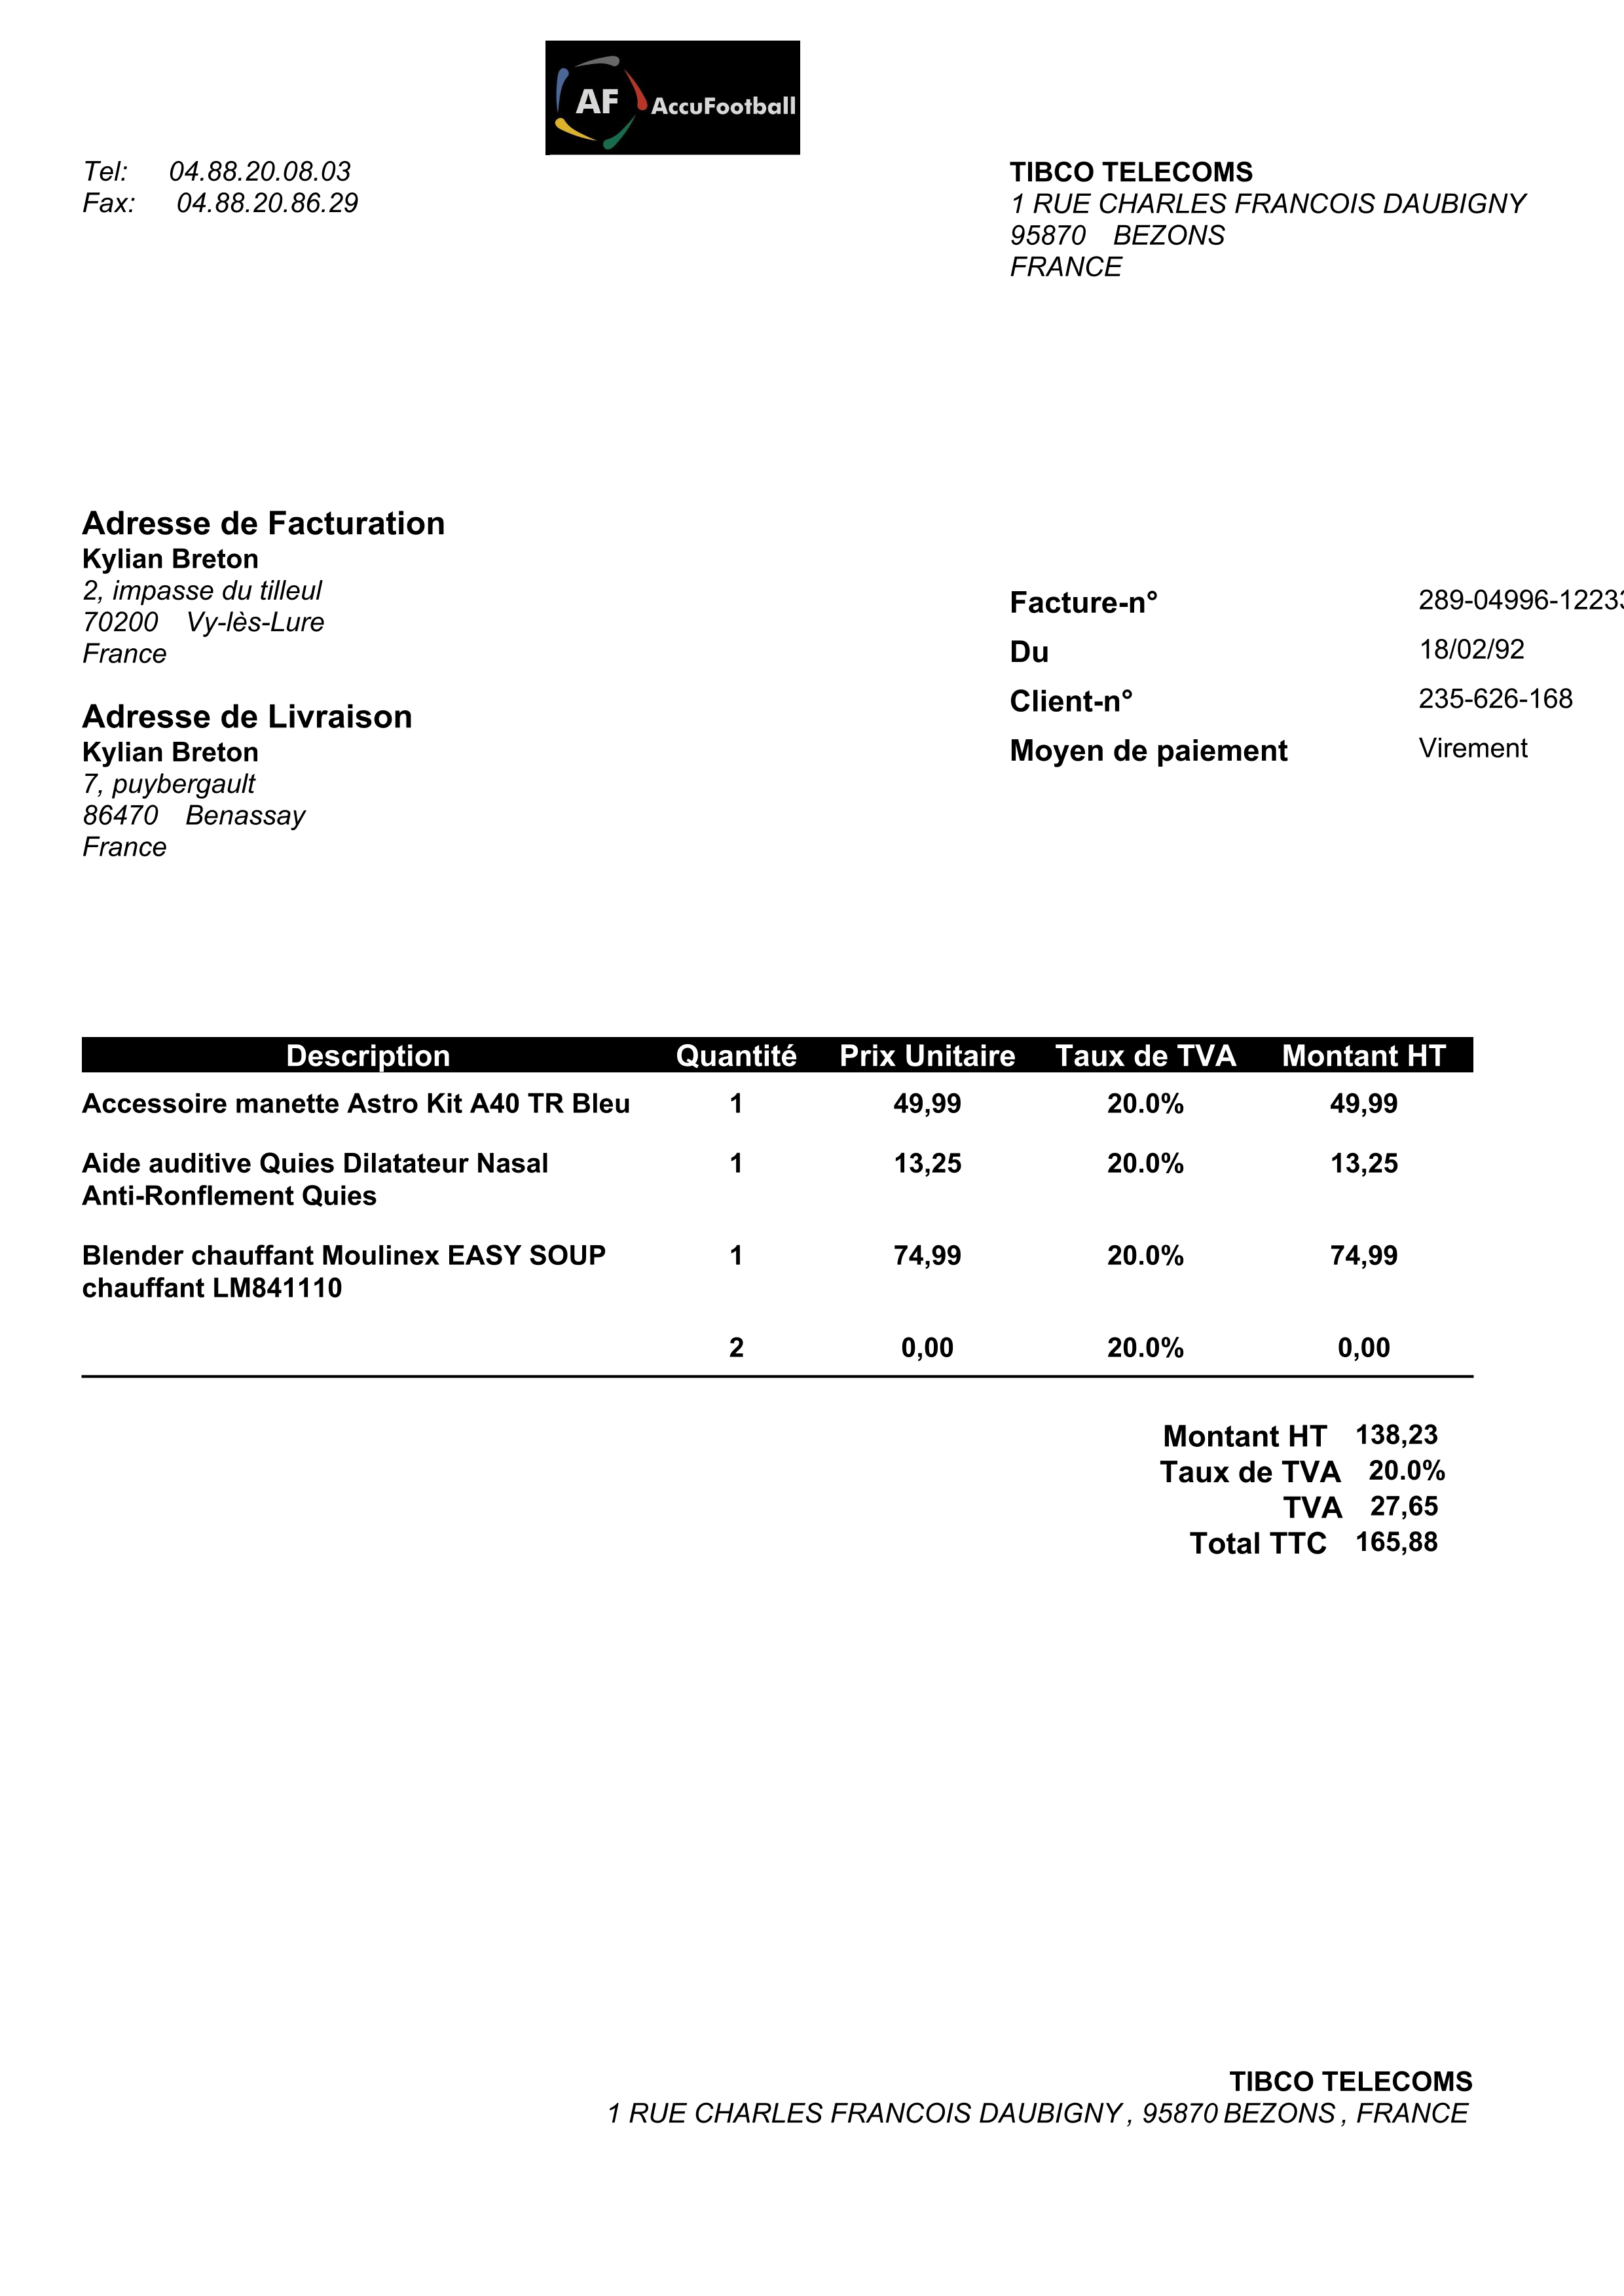 AF AccuFootball
Tel: 04.88.20.08.03
Fax: 04.88.20.86.29
TIBCO TELECOMS
1 RUE CHARLES FRANCOIS DAUBIGNY
95870 BEZONS
FRANCE
Adresse de Facturation
Kylian Breton
2, impasse du tilleul
70200 Vy-lès-Lure
France
Adresse de Livraison
Kylian Breton
7, puybergault
86470 Benassay
France
Facture-n° 289-04996-12233
Du 18/02/92
Client-n° 235-626-168
Moyen de paiement Virement
Description Quantité Prix Unitaire Taux de TVA Montant HT
Accessoire manette Astro Kit A40 TR Bleu 1 49,99 20.0% 49,99
Aide auditive Quies Dilatateur Nasal 1 13,25 20.0% 13,25
Anti-Ronflement Quies
Blender chauffant Moulinex EASY SOUP 1 74,99 20.0% 74,99
chauffant LM841110
2 0,00 20.0% 0,00
Montant HT 138,23
Taux de TVA 20.0%
TVA 27,65
Total TTC 165,88
TIBCO TELECOMS
1 RUE CHARLES FRANCOIS DAUBIGNY , 95870 BEZONS , FRANCE